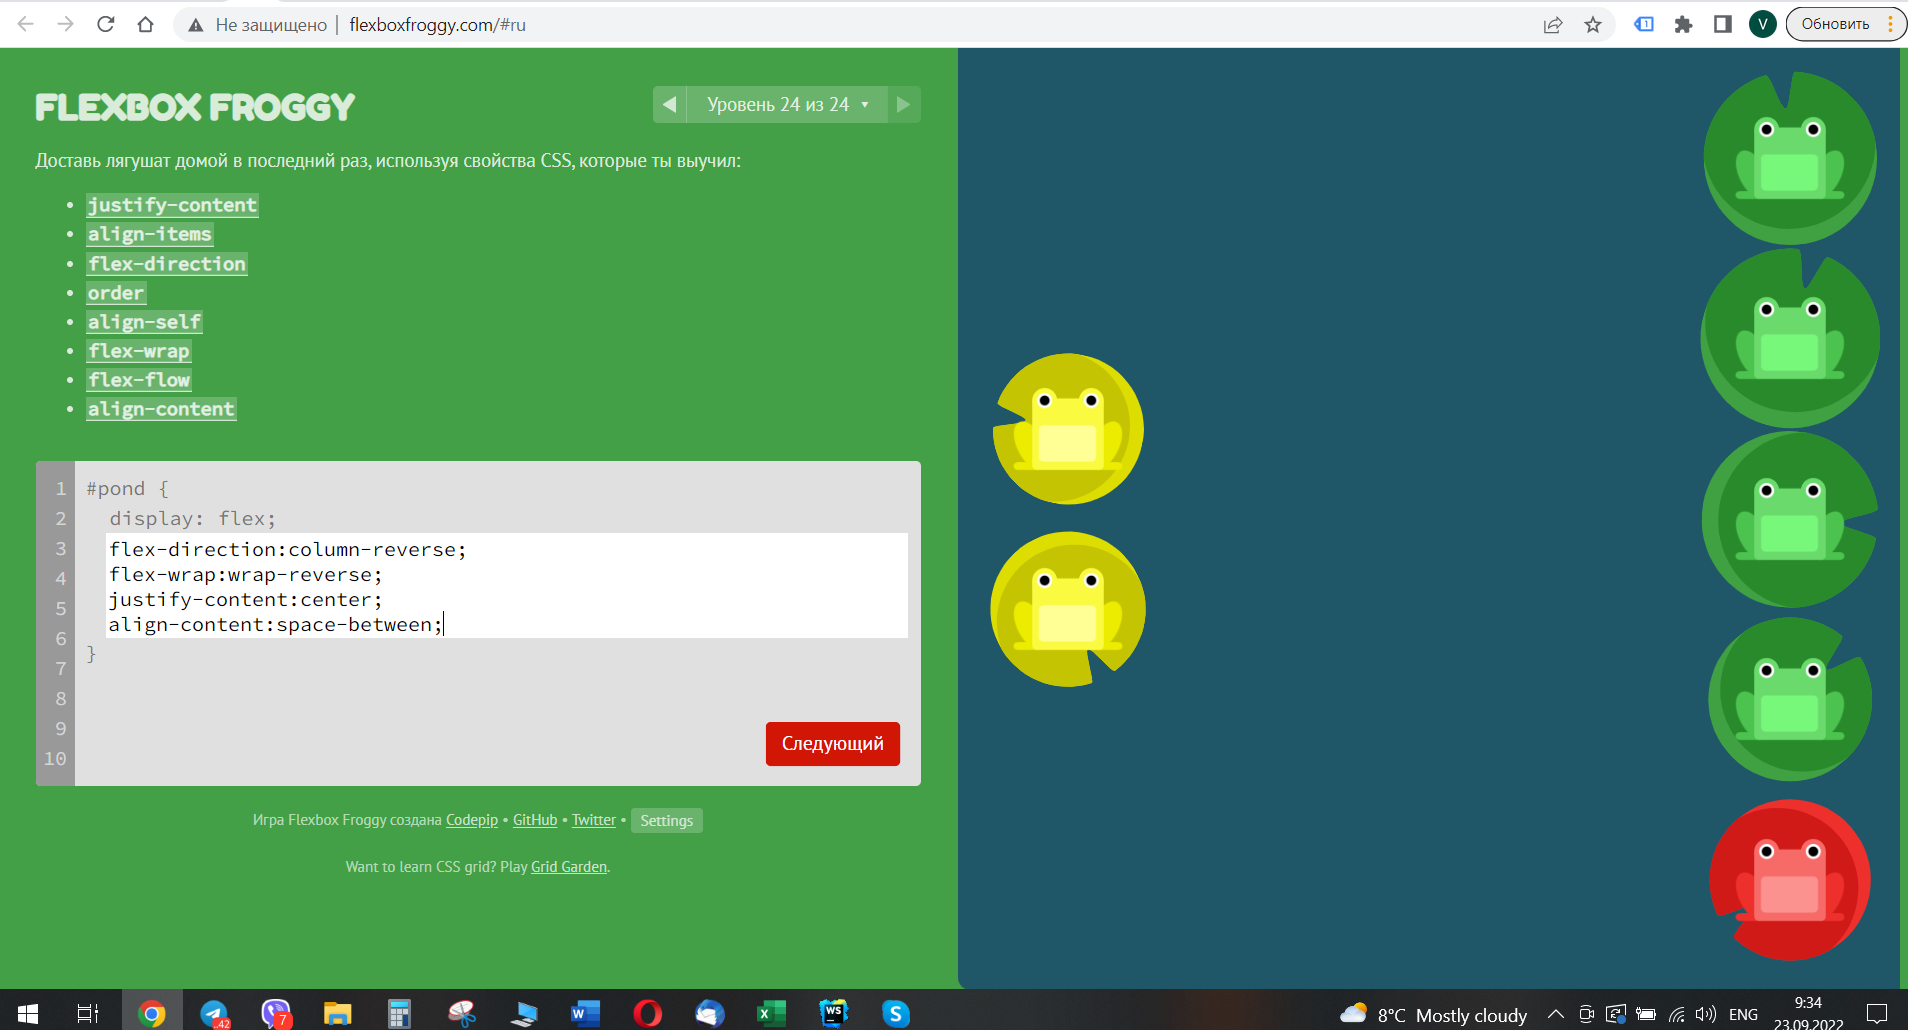 Не защищено | flexboxfroggy.com/#ru
1
V
Обновить
FLEXBOX FROGGY
Уровень 24 из 24
Доставь лягушат домой в последний раз, используя свойства CSS, которые ты выучил:
• justify-content
• align-items
• flex-direction
• order
• align-self
• flex-wrap
• flex-flow
• align-content
1 #pond {
2 display: flex;
3 flex-direction:column-reverse;
4 flex-wrap:wrap-reverse;
5 justify-content:center;
6 align-content:space-between;
7 }
8
9
10
Следующий
Игра Flexbox Froggy создана Codepip • GitHub • Twitter • Settings
Want to learn CSS grid? Play Grid Garden.
..42
7
W
X
WS
S
8°C Mostly cloudy
ENG
9:34
23.09.2022